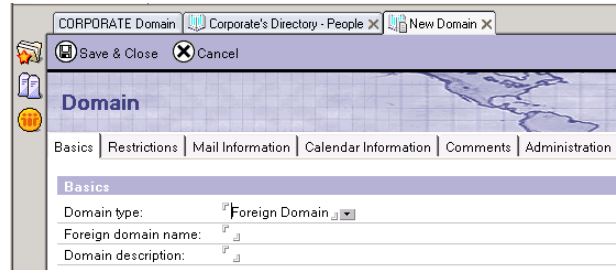 CORPORATE Domain Corporate's Directory - People New Domain
Save & Close Cancel
Domain
Basics Restrictions Mail Information Calendar Information Comments Administration
Basics
Domain type: Foreign Domain
Foreign domain name:
Domain description: